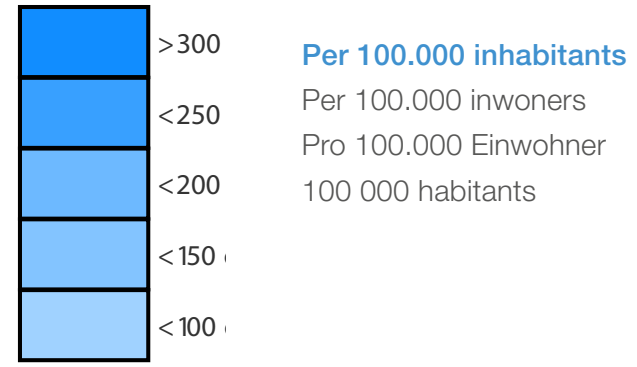 >300
<250
<200
<150
<100
Per 100.000 inhabitants
Per 100.000 inwoners
Pro 100.000 Einwohner
100 000 habitants